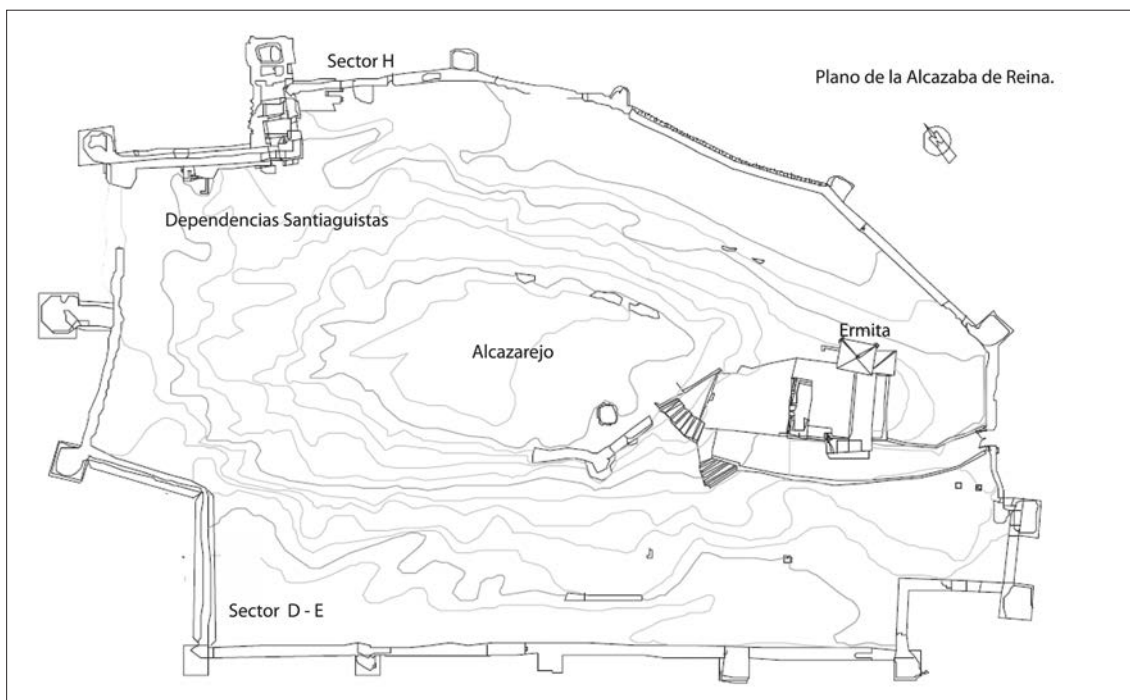 Sector H
Plano de la Alcazaba de Reina.
Dependencias Santiaguistas
Ermita
Alcazarejo
Sector D - E